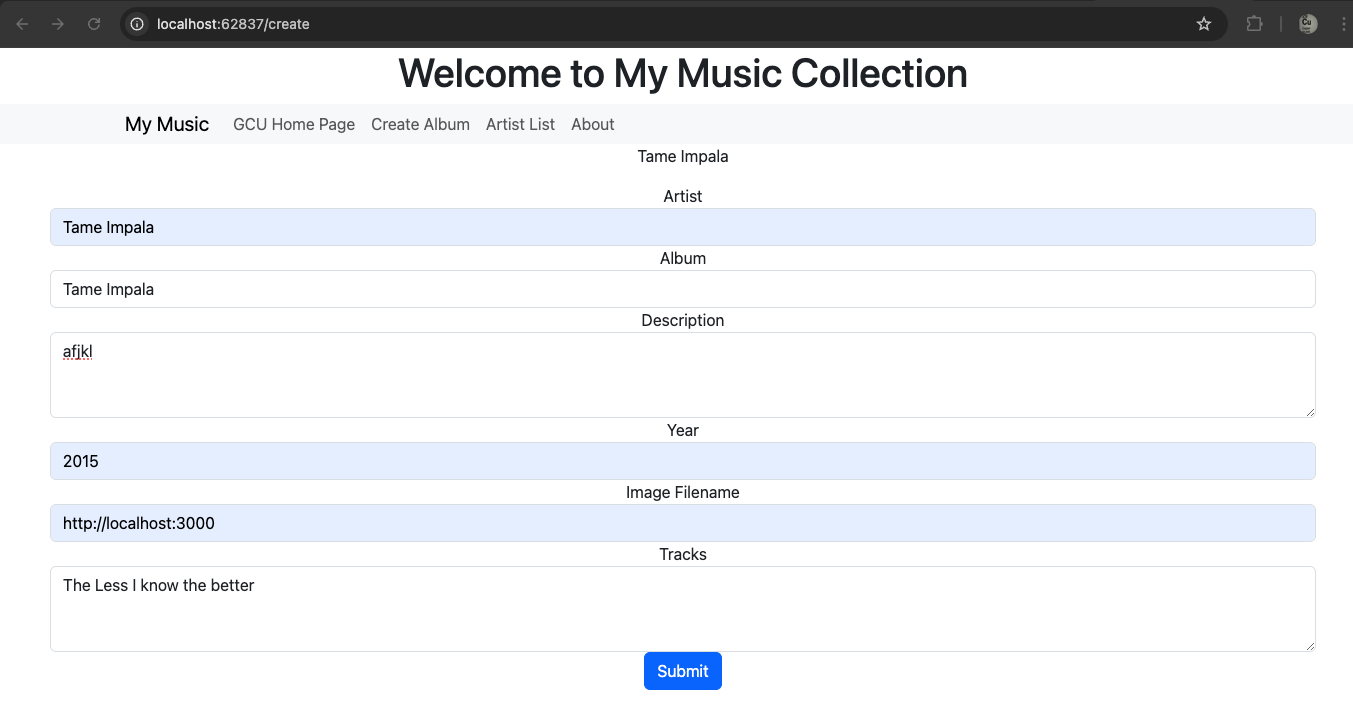 localhost:62837/create
Cu
Welcome to My Music Collection
My Music GCU Home Page Create Album Artist List About
Tame Impala
Artist
Tame Impala
Album
Tame Impala
Description
afjkl
Year
2015
Image Filename
http://localhost:3000
Tracks
The Less I know the better
Submit